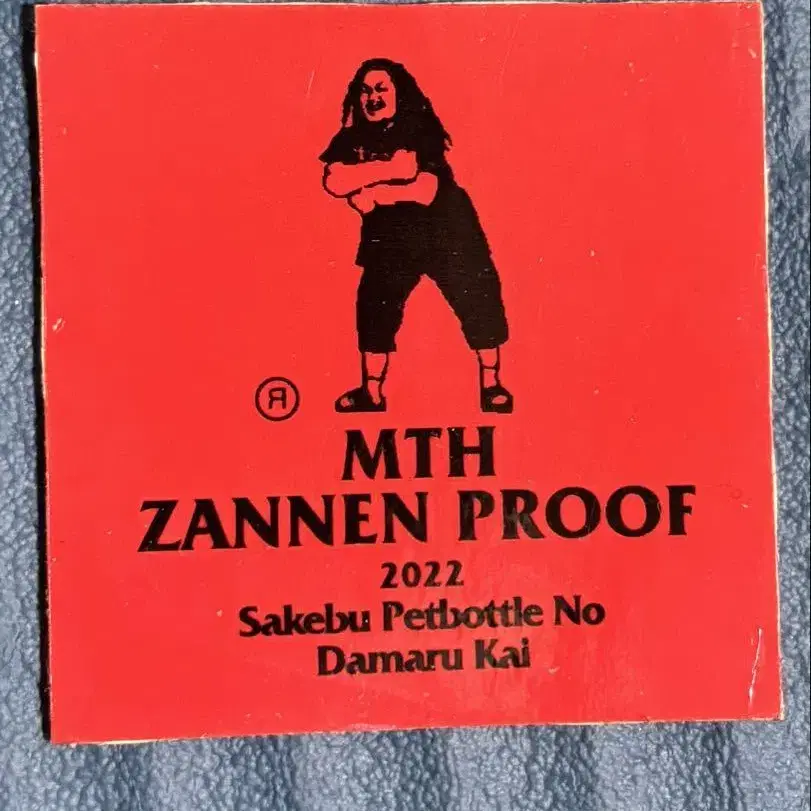 Я
MTH
ZANNEN PROOF
2022
Sakebu Petbottle No
Damaru Kai